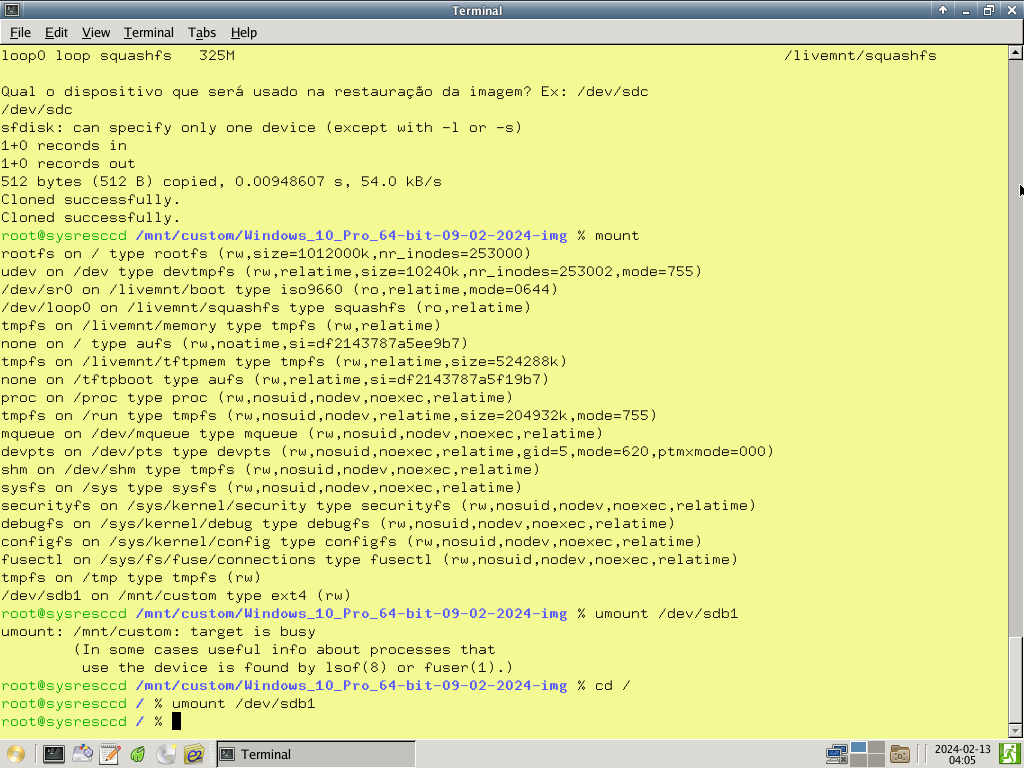 Terminal
File Edit View Terminal Tabs Help
loop0 loop squashfs   325M                                                             /livemnt/squashfs
Qual o dispositivo que será usado na restauração da imagem? Ex: /dev/sdc
/dev/sdc
sfdisk: can specify only one device (except with -l or -s)
1+0 records in
1+0 records out
512 bytes (512 B) copied, 0.00948607 s, 54.0 kB/s
Cloned successfully.
Cloned successfully.
root@sysresccd /mnt/custom/Windows_10_Pro_64-bit-09-02-2024-img % mount
rootfs on / type rootfs (rw,size=1012000k,nr_inodes=253000)
udev on /dev type devtmpfs (rw,relatime,size=10240k,nr_inodes=253002,mode=755)
/dev/sr0 on /livemnt/boot type iso9660 (ro,relatime,mode=0644)
/dev/loop0 on /livemnt/squashfs type squashfs (ro,relatime)
tmpfs on /livemnt/memory type tmpfs (rw,relatime)
none on / type aufs (rw,noatime,si=df2143787a5ee9b7)
tmpfs on /livemnt/tftpmem type tmpfs (rw,relatime,size=524288k)
none on /tftpboot type aufs (rw,relatime,si=df2143787a5f19b7)
proc on /proc type proc (rw,nosuid,nodev,noexec,relatime)
tmpfs on /run type tmpfs (rw,nosuid,nodev,relatime,size=204932k,mode=755)
mqueue on /dev/mqueue type mqueue (rw,nosuid,nodev,noexec,relatime)
devpts on /dev/pts type devpts (rw,nosuid,noexec,relatime,gid=5,mode=620,ptmxmode=000)
shm on /dev/shm type tmpfs (rw,nosuid,nodev,noexec,relatime)
sysfs on /sys type sysfs (rw,nosuid,nodev,noexec,relatime)
securityfs on /sys/kernel/security type securityfs (rw,nosuid,nodev,noexec,relatime)
debugfs on /sys/kernel/debug type debugfs (rw,nosuid,nodev,noexec,relatime)
configfs on /sys/kernel/config type configfs (rw,nosuid,nodev,noexec,relatime)
fusectl on /sys/fs/fuse/connections type fusectl (rw,nosuid,nodev,noexec,relatime)
tmpfs on /tmp type tmpfs (rw)
/dev/sdb1 on /mnt/custom type ext4 (rw)
root@sysresccd /mnt/custom/Windows_10_Pro_64-bit-09-02-2024-img % umount /dev/sdb1
umount: /mnt/custom: target is busy
        (In some cases useful info about processes that
         use the device is found by lsof(8) or fuser(1).)
root@sysresccd /mnt/custom/Windows_10_Pro_64-bit-09-02-2024-img % cd /
root@sysresccd / % umount /dev/sdb1
root@sysresccd / %
Terminal
2024-02-13
04:05